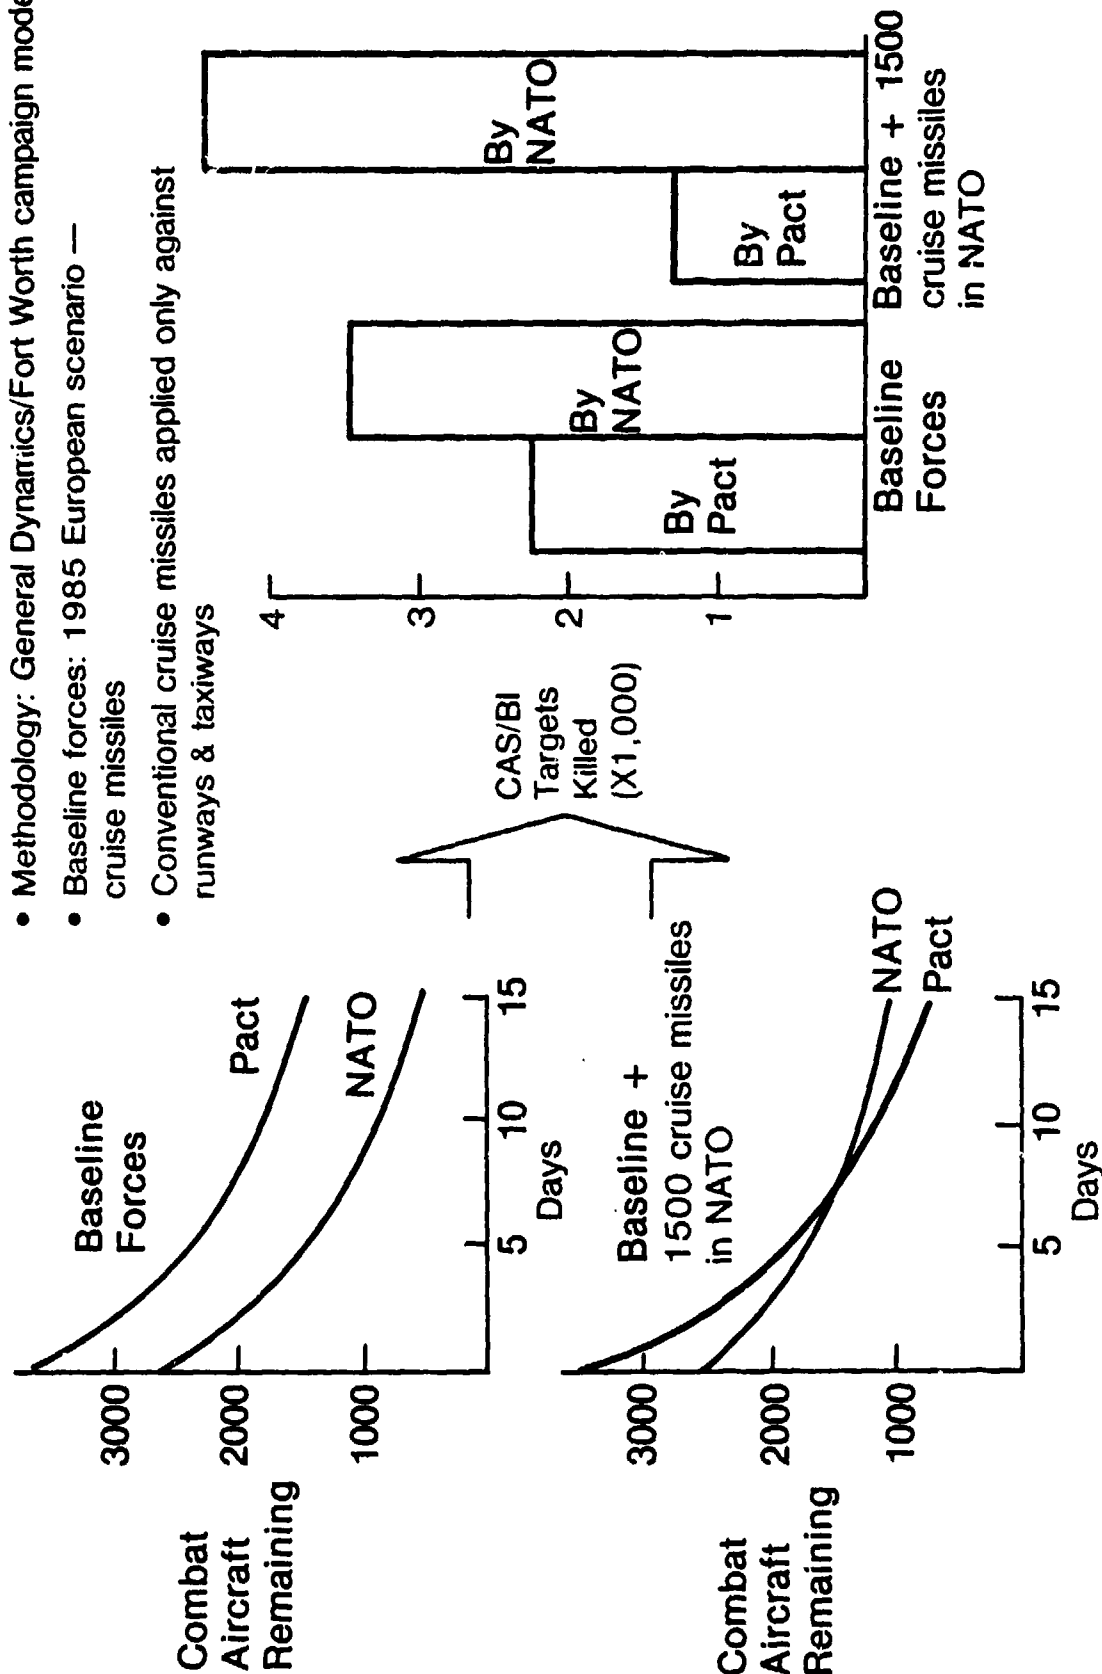 • Methodology: General Dynamics/Fort Worth campaign mode
• Baseline forces: 1985 European scenario —
cruise missiles
• Conventional cruise missiles applied only against
runways & taxiways
Combat
Aircraft
Remaining
3000
2000
1000
Baseline
Forces
Pact
NATO
5
10
15
Days
Combat
Aircraft
Remaining
3000
2000
1000
Baseline +
1500 cruise missiles
in NATO
NATO
Pact
5
10
15
Days
CAS/BI
Targets
Killed
(X1,000)
4
3
2
1
By
Pact
By
NATO
By
Pact
By
NATO
Baseline
Forces
Baseline + 1500
cruise missiles
in NATO